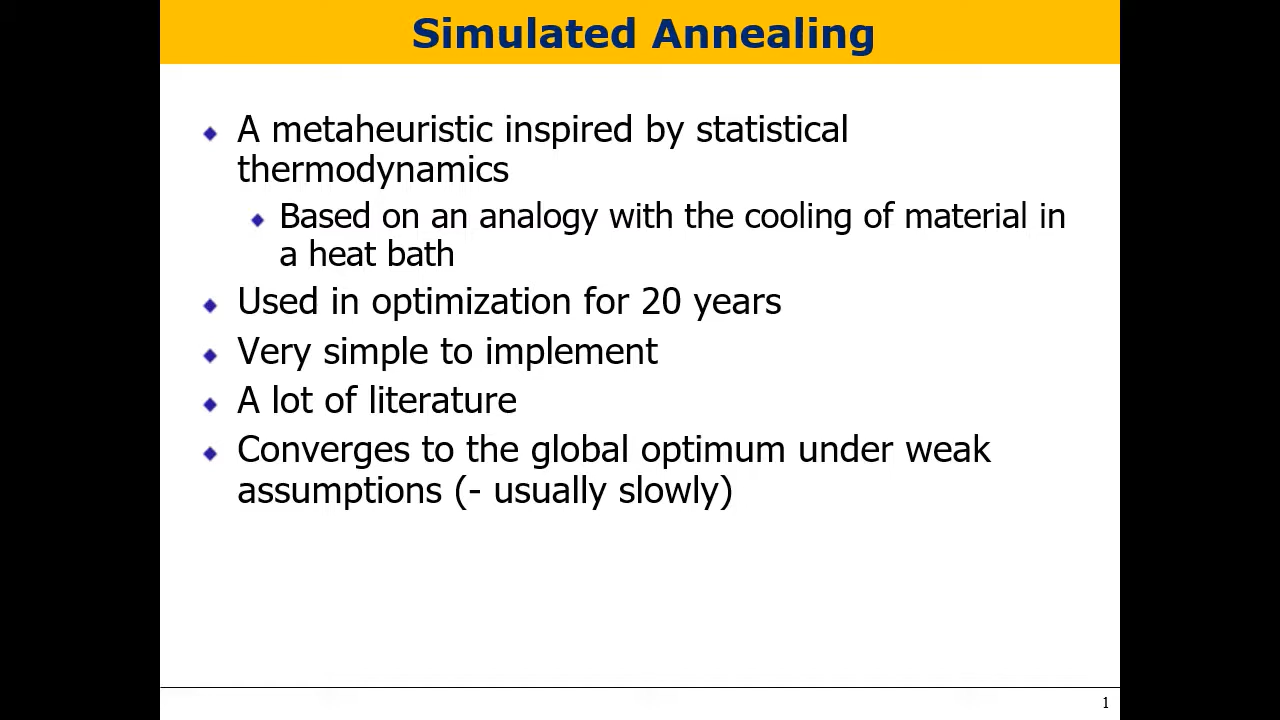 Simulated Annealing
A metaheuristic inspired by statistical
thermodynamics
Based on an analogy with the cooling of material in
a heat bath
Used in optimization for 20 years
Very simple to implement
A lot of literature
Converges to the global optimum under weak
assumptions (- usually slowly)
1